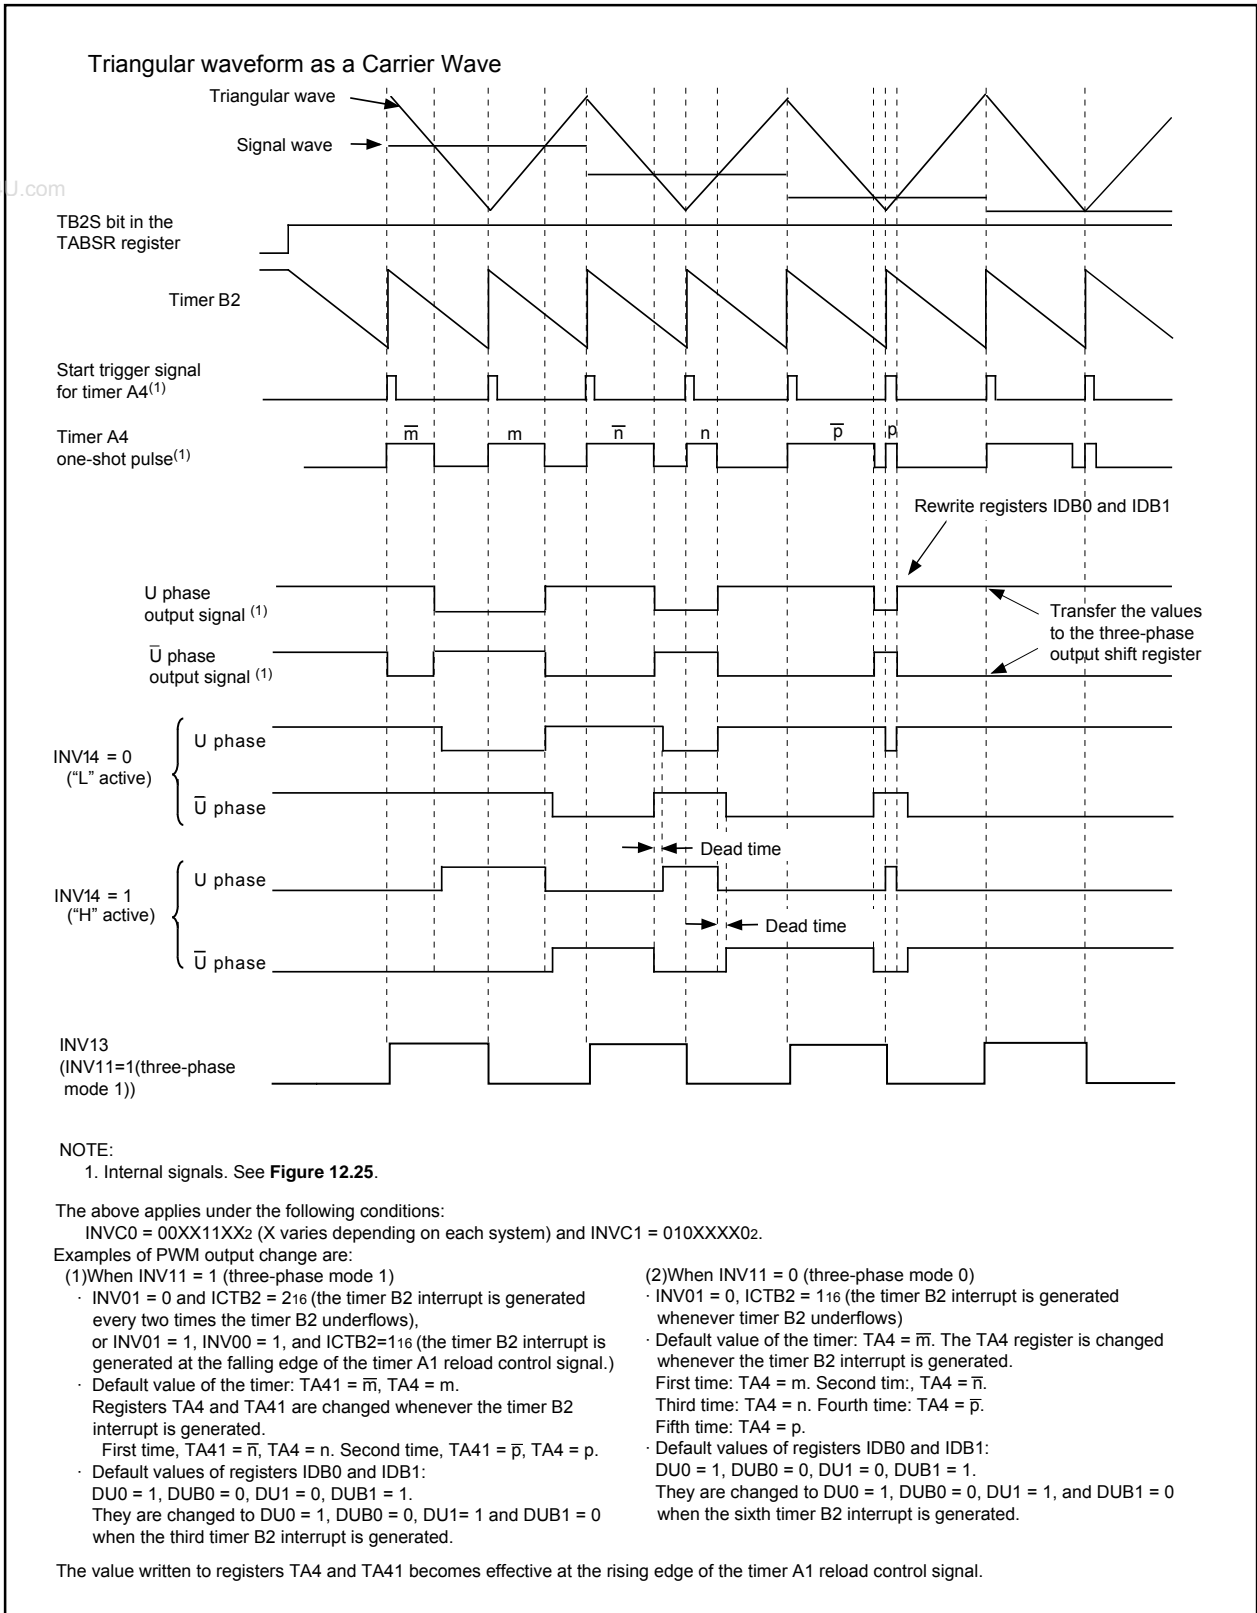 Triangular waveform as a Carrier Wave
Triangular wave
Signal wave
U.com
TB2S bit in the
TABSR register
Timer B2
Start trigger signal
for timer A4(1)
Timer A4
one-shot pulse(1)
m̅ m n̅ n p̅ p
Rewrite registers IDB0 and IDB1
U phase
output signal (1)
Transfer the values
to the three-phase
output shift register
U̅ phase
output signal (1)
INV14 = 0
(“L” active)
U phase
U̅ phase
Dead time
INV14 = 1
(“H” active)
U phase
Dead time
U̅ phase
INV13
(INV11=1(three-phase
mode 1))
NOTE:
1. Internal signals. See Figure 12.25.
The above applies under the following conditions:
INVC0 = 00XX11XX2 (X varies depending on each system) and INVC1 = 010XXXX02.
Examples of PWM output change are:
(1)When INV11 = 1 (three-phase mode 1)
· INV01 = 0 and ICTB2 = 216 (the timer B2 interrupt is generated
every two times the timer B2 underflows),
or INV01 = 1, INV00 = 1, and ICTB2=116 (the timer B2 interrupt is
generated at the falling edge of the timer A1 reload control signal.)
· Default value of the timer: TA41 = m̅, TA4 = m.
Registers TA4 and TA41 are changed whenever the timer B2
interrupt is generated.
First time, TA41 = n̅, TA4 = n. Second time, TA41 = p̅, TA4 = p.
· Default values of registers IDB0 and IDB1:
DU0 = 1, DUB0 = 0, DU1 = 0, DUB1 = 1.
They are changed to DU0 = 1, DUB0 = 0, DU1= 1 and DUB1 = 0
when the third timer B2 interrupt is generated.
(2)When INV11 = 0 (three-phase mode 0)
· INV01 = 0, ICTB2 = 116 (the timer B2 interrupt is generated
whenever timer B2 underflows)
· Default value of the timer: TA4 = m̅. The TA4 register is changed
whenever the timer B2 interrupt is generated.
First time: TA4 = m. Second tim:, TA4 = n̅.
Third time: TA4 = n. Fourth time: TA4 = p̅.
Fifth time: TA4 = p.
· Default values of registers IDB0 and IDB1:
DU0 = 1, DUB0 = 0, DU1 = 0, DUB1 = 1.
They are changed to DU0 = 1, DUB0 = 0, DU1 = 1, and DUB1 = 0
when the sixth timer B2 interrupt is generated.
The value written to registers TA4 and TA41 becomes effective at the rising edge of the timer A1 reload control signal.